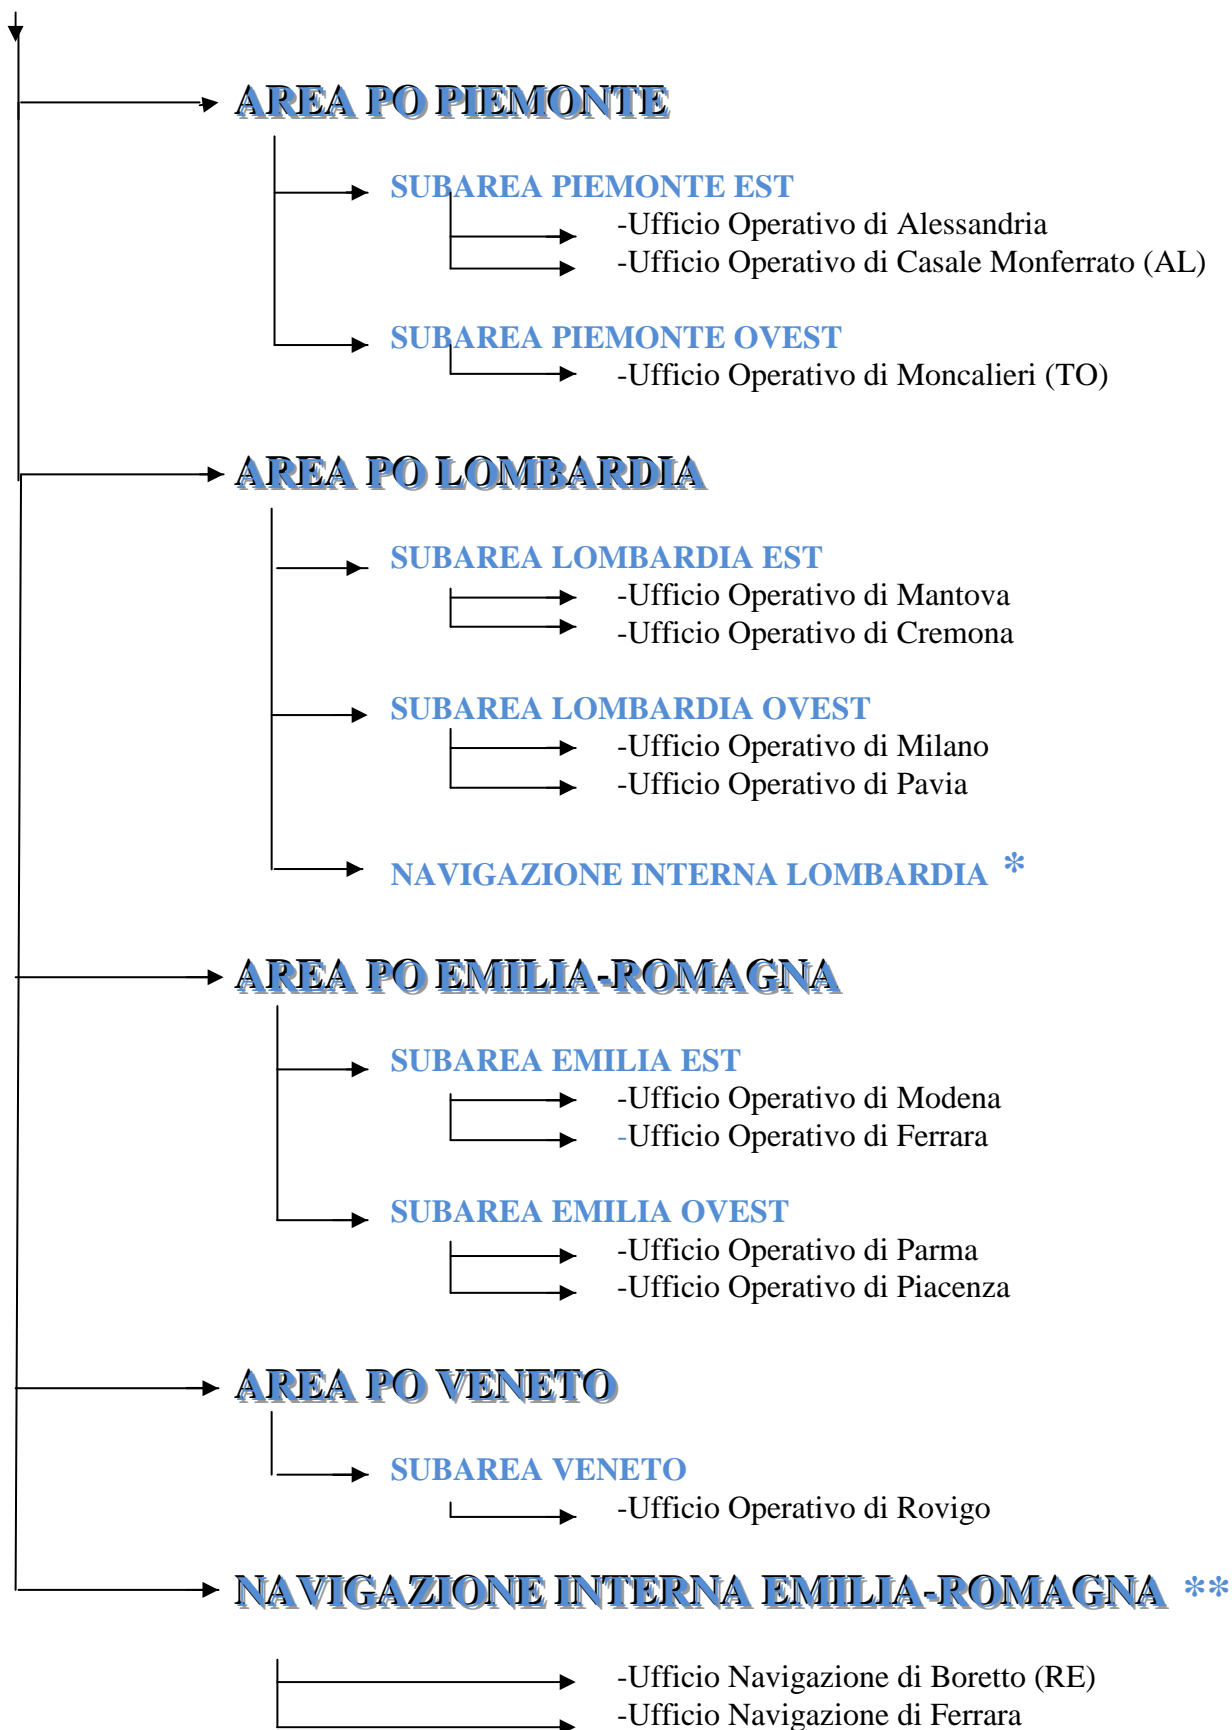 AREA PO PIEMONTE
SUBAREA PIEMONTE EST
-Ufficio Operativo di Alessandria
-Ufficio Operativo di Casale Monferrato (AL)
SUBAREA PIEMONTE OVEST
-Ufficio Operativo di Moncalieri (TO)
AREA PO LOMBARDIA
SUBAREA LOMBARDIA EST
-Ufficio Operativo di Mantova
-Ufficio Operativo di Cremona
SUBAREA LOMBARDIA OVEST
-Ufficio Operativo di Milano
-Ufficio Operativo di Pavia
NAVIGAZIONE INTERNA LOMBARDIA *
AREA PO EMILIA-ROMAGNA
SUBAREA EMILIA EST
-Ufficio Operativo di Modena
-Ufficio Operativo di Ferrara
SUBAREA EMILIA OVEST
-Ufficio Operativo di Parma
-Ufficio Operativo di Piacenza
AREA PO VENETO
SUBAREA VENETO
-Ufficio Operativo di Rovigo
NAVIGAZIONE INTERNA EMILIA-ROMAGNA **
-Ufficio Navigazione di Boretto (RE)
-Ufficio Navigazione di Ferrara